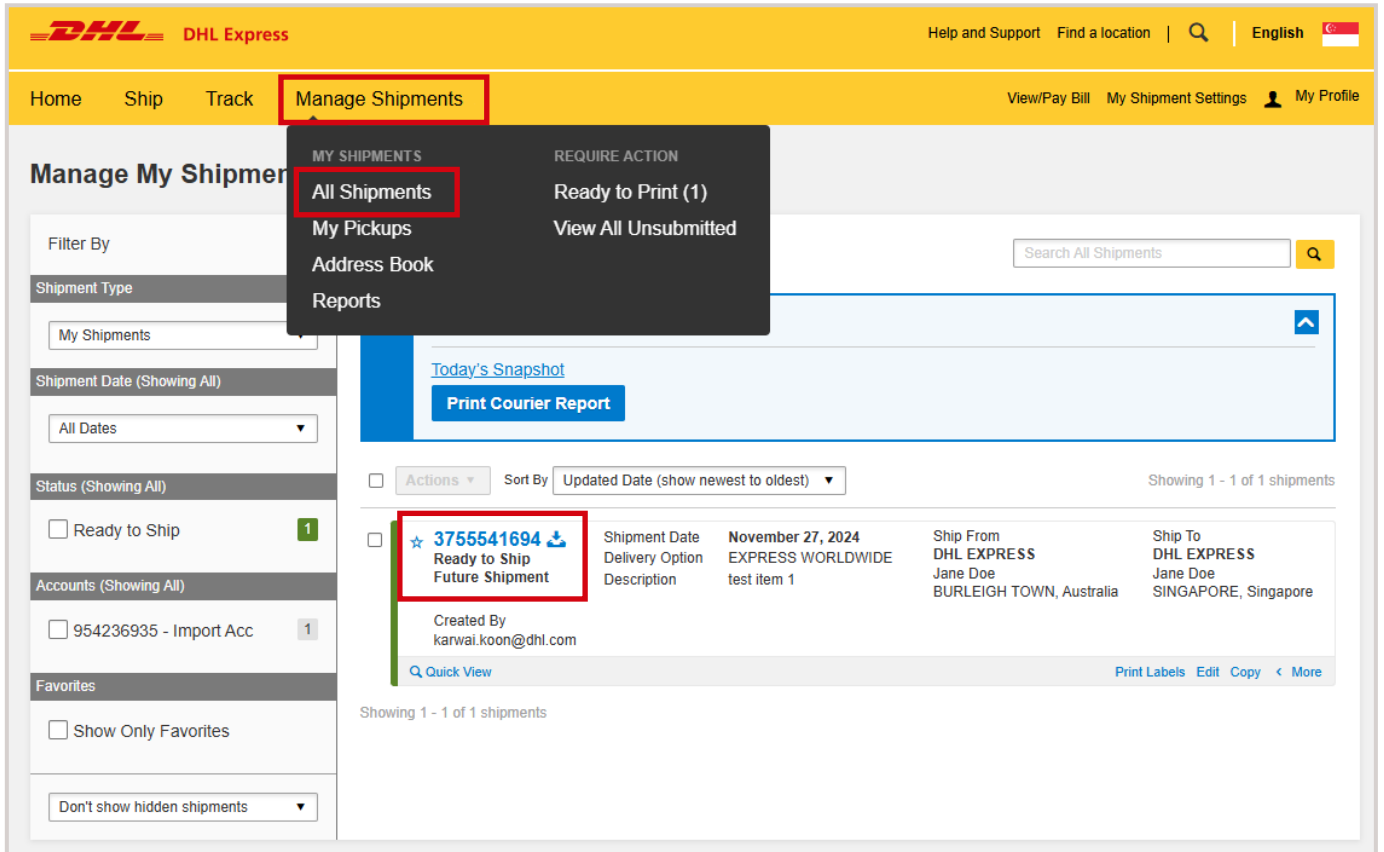 DHL DHL Express
Help and Support Find a location | English
Home Ship Track Manage Shipments
View/Pay Bill My Shipment Settings My Profile
MY SHIPMENTS
All Shipments
My Pickups
Address Book
Reports
REQUIRE ACTION
Ready to Print (1)
View All Unsubmitted
Manage My Shipmen
Filter By
Shipment Type
My Shipments
Shipment Date (Showing All)
All Dates
Status (Showing All)
Ready to Ship 1
Accounts (Showing All)
954236935 - Import Acc 1
Favorites
Show Only Favorites
Don't show hidden shipments
Search All Shipments
Today's Snapshot
Print Courier Report
Actions Sort By Updated Date (show newest to oldest)
Showing 1 - 1 of 1 shipments
3755541694
Ready to Ship
Future Shipment
Created By
karwai.koon@dhl.com
Shipment Date November 27, 2024
Delivery Option EXPRESS WORLDWIDE
Description test item 1
Ship From
DHL EXPRESS
Jane Doe
BURLEIGH TOWN, Australia
Ship To
DHL EXPRESS
Jane Doe
SINGAPORE, Singapore
Quick View
Print Labels Edit Copy < More
Showing 1 - 1 of 1 shipments